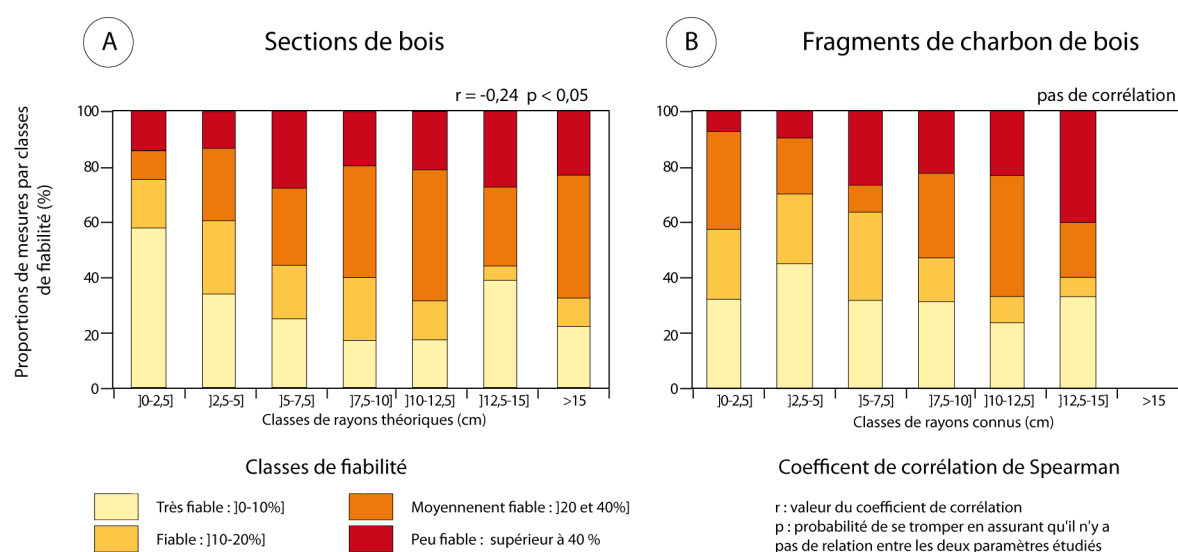 A
Sections de bois
r = -0,24 p < 0,05
Proportions de mesures par classes
de fiabilité (%)
100
80
60
40
20
0
]0-2,5]
]2,5-5]
]5-7,5]
]7,5-10]
]10-12,5]
]12,5-15]
>15
Classes de rayons théoriques (cm)
B
Fragments de charbon de bois
pas de corrélation
100
80
60
40
20
0
]0-2,5]
]2,5-5]
]5-7,5]
]7,5-10]
]10-12,5]
]12,5-15]
>15
Classes de rayons connus (cm)
Classes de fiabilité
Très fiable : ]0-10%]
Fiable : ]10-20%]
Moyennenent fiable : ]20 et 40%]
Peu fiable : supérieur à 40 %
Coefficent de corrélation de Spearman
r : valeur du coefficient de corrélation
p : probabilité de se tromper en assurant qu'il n'y a
pas de relation entre les deux paramètres étudiés